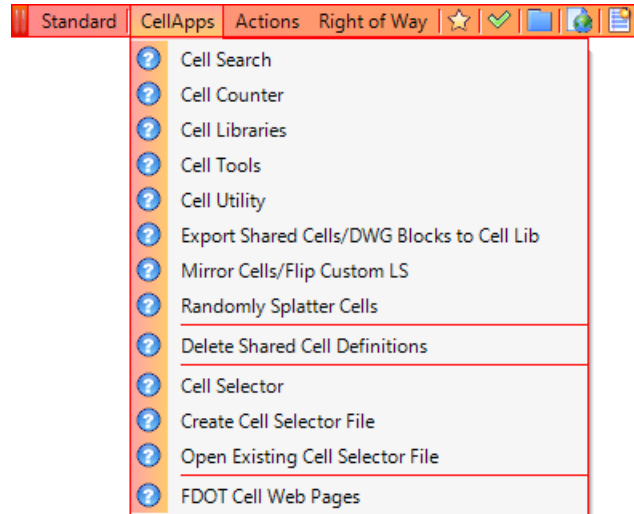 Standard CellApps Actions Right of Way
Cell Search
Cell Counter
Cell Libraries
Cell Tools
Cell Utility
Export Shared Cells/DWG Blocks to Cell Lib
Mirror Cells/Flip Custom LS
Randomly Splatter Cells
Delete Shared Cell Definitions
Cell Selector
Create Cell Selector File
Open Existing Cell Selector File
FDOT Cell Web Pages